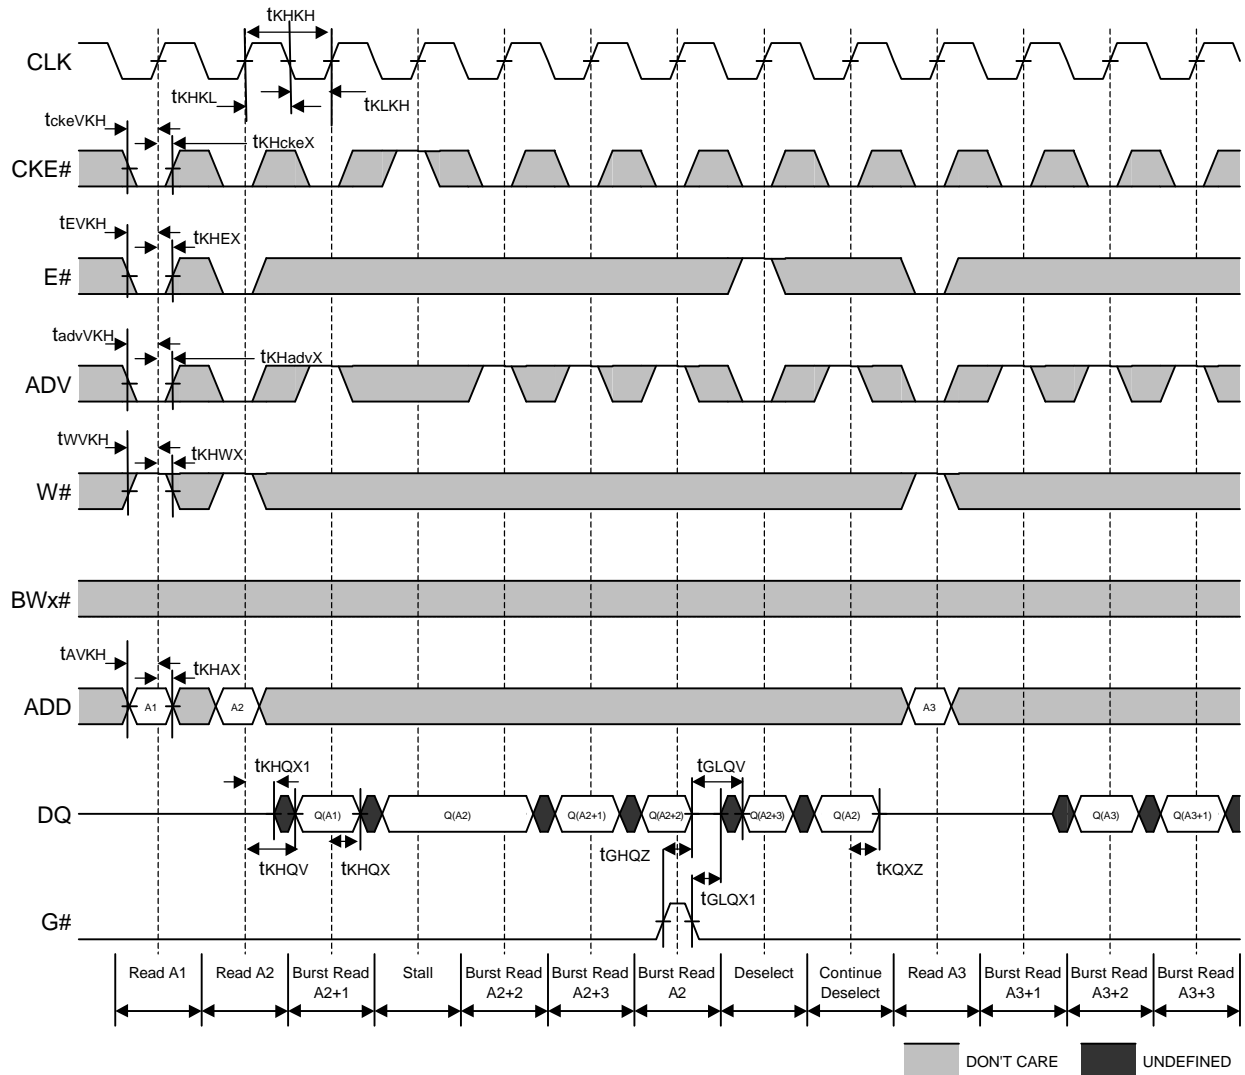 tKHKH
CLK
tKHKL
tKLKH
tckeVKH
tKHckeX
CKE#
tEVKH
tKHEX
E#
tadvVKH
tKHadvX
ADV
tWVKH
tKHWX
W#
BWx#
tAVKH
tKHAX
ADD
A1
A2
A3
tKHQX1
tGLQV
DQ
Q(A1)
Q(A2)
Q(A2+1)
Q(A2+2)
Q(A2+3)
Q(A2)
Q(A3)
Q(A3+1)
tKHQV
tKHQX
tGHQZ
tKQXZ
tGLQX1
G#
Read A1
Read A2
Burst Read
A2+1
Stall
Burst Read
A2+2
Burst Read
A2+3
Burst Read
A2
Deselect
Continue
Deselect
Read A3
Burst Read
A3+1
Burst Read
A3+2
Burst Read
A3+3
DON'T CARE
UNDEFINED